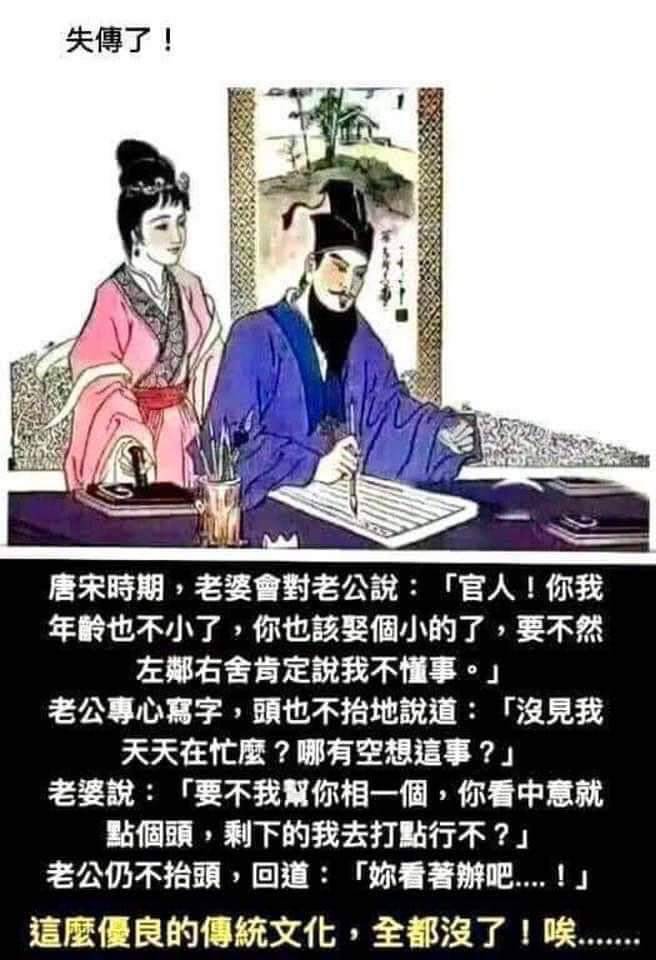 失傳了！
唐宋時期，老婆會對老公說：「官人！你我
年齡也不小了，你也該娶個小的了，要不然
左鄰右舍肯定說我不懂事。」
老公專心寫字，頭也不抬地說道：「沒見我
天天在忙麼？哪有空想這事？」
老婆說：「要不我幫你相一個，你看中意就
點個頭，剩下的我去打點行不？」
老公仍不抬頭，回道：「妳看著辦吧....！」
這麼優良的傳統文化，全都沒了！唉.......